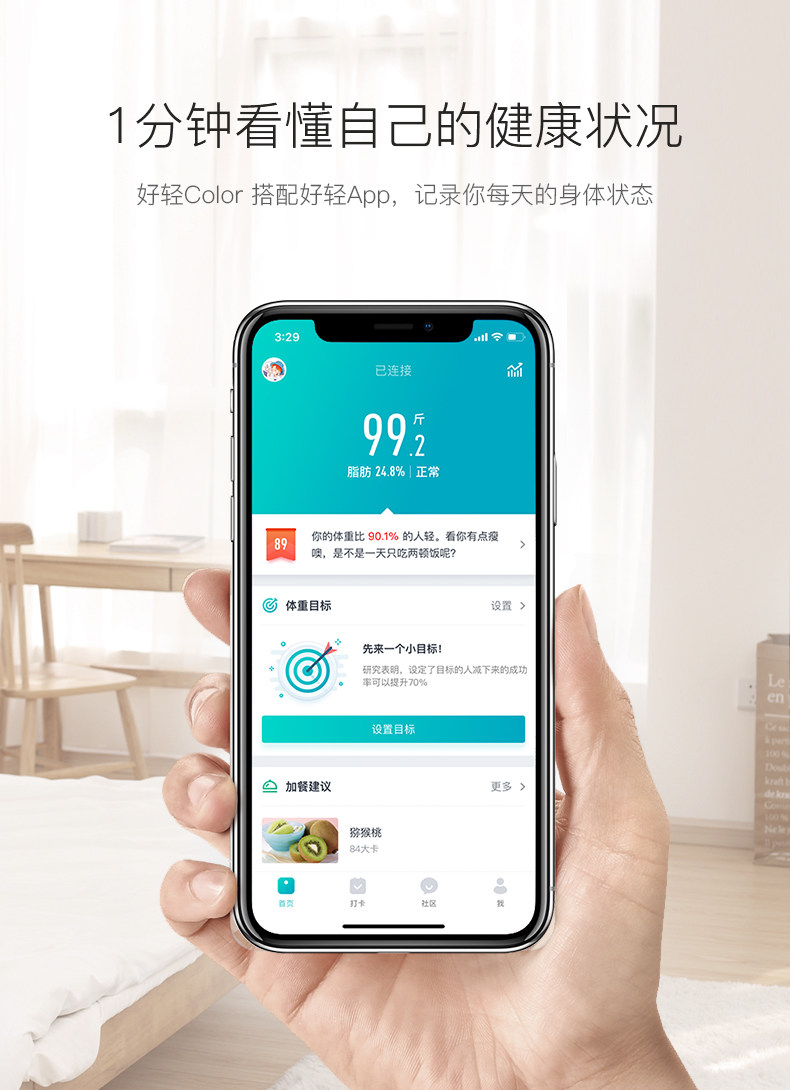 1分钟看懂自己的健康状况
好轻Color 搭配好轻App，记录你每天的身体状态
3:29
已连接
99.2 斤
脂肪 24.8% | 正常
89
你的体重比 90.1% 的人轻。看你有点瘦
噢，是不是一天只吃两顿饭呢?
体重目标
设置
先来一个小目标!
研究表明，设定了目标的人减下来的成功
率可以提升70%
设置目标
加餐建议
更多
猕猴桃
84大卡
首页
打卡
社区
我
Le
en